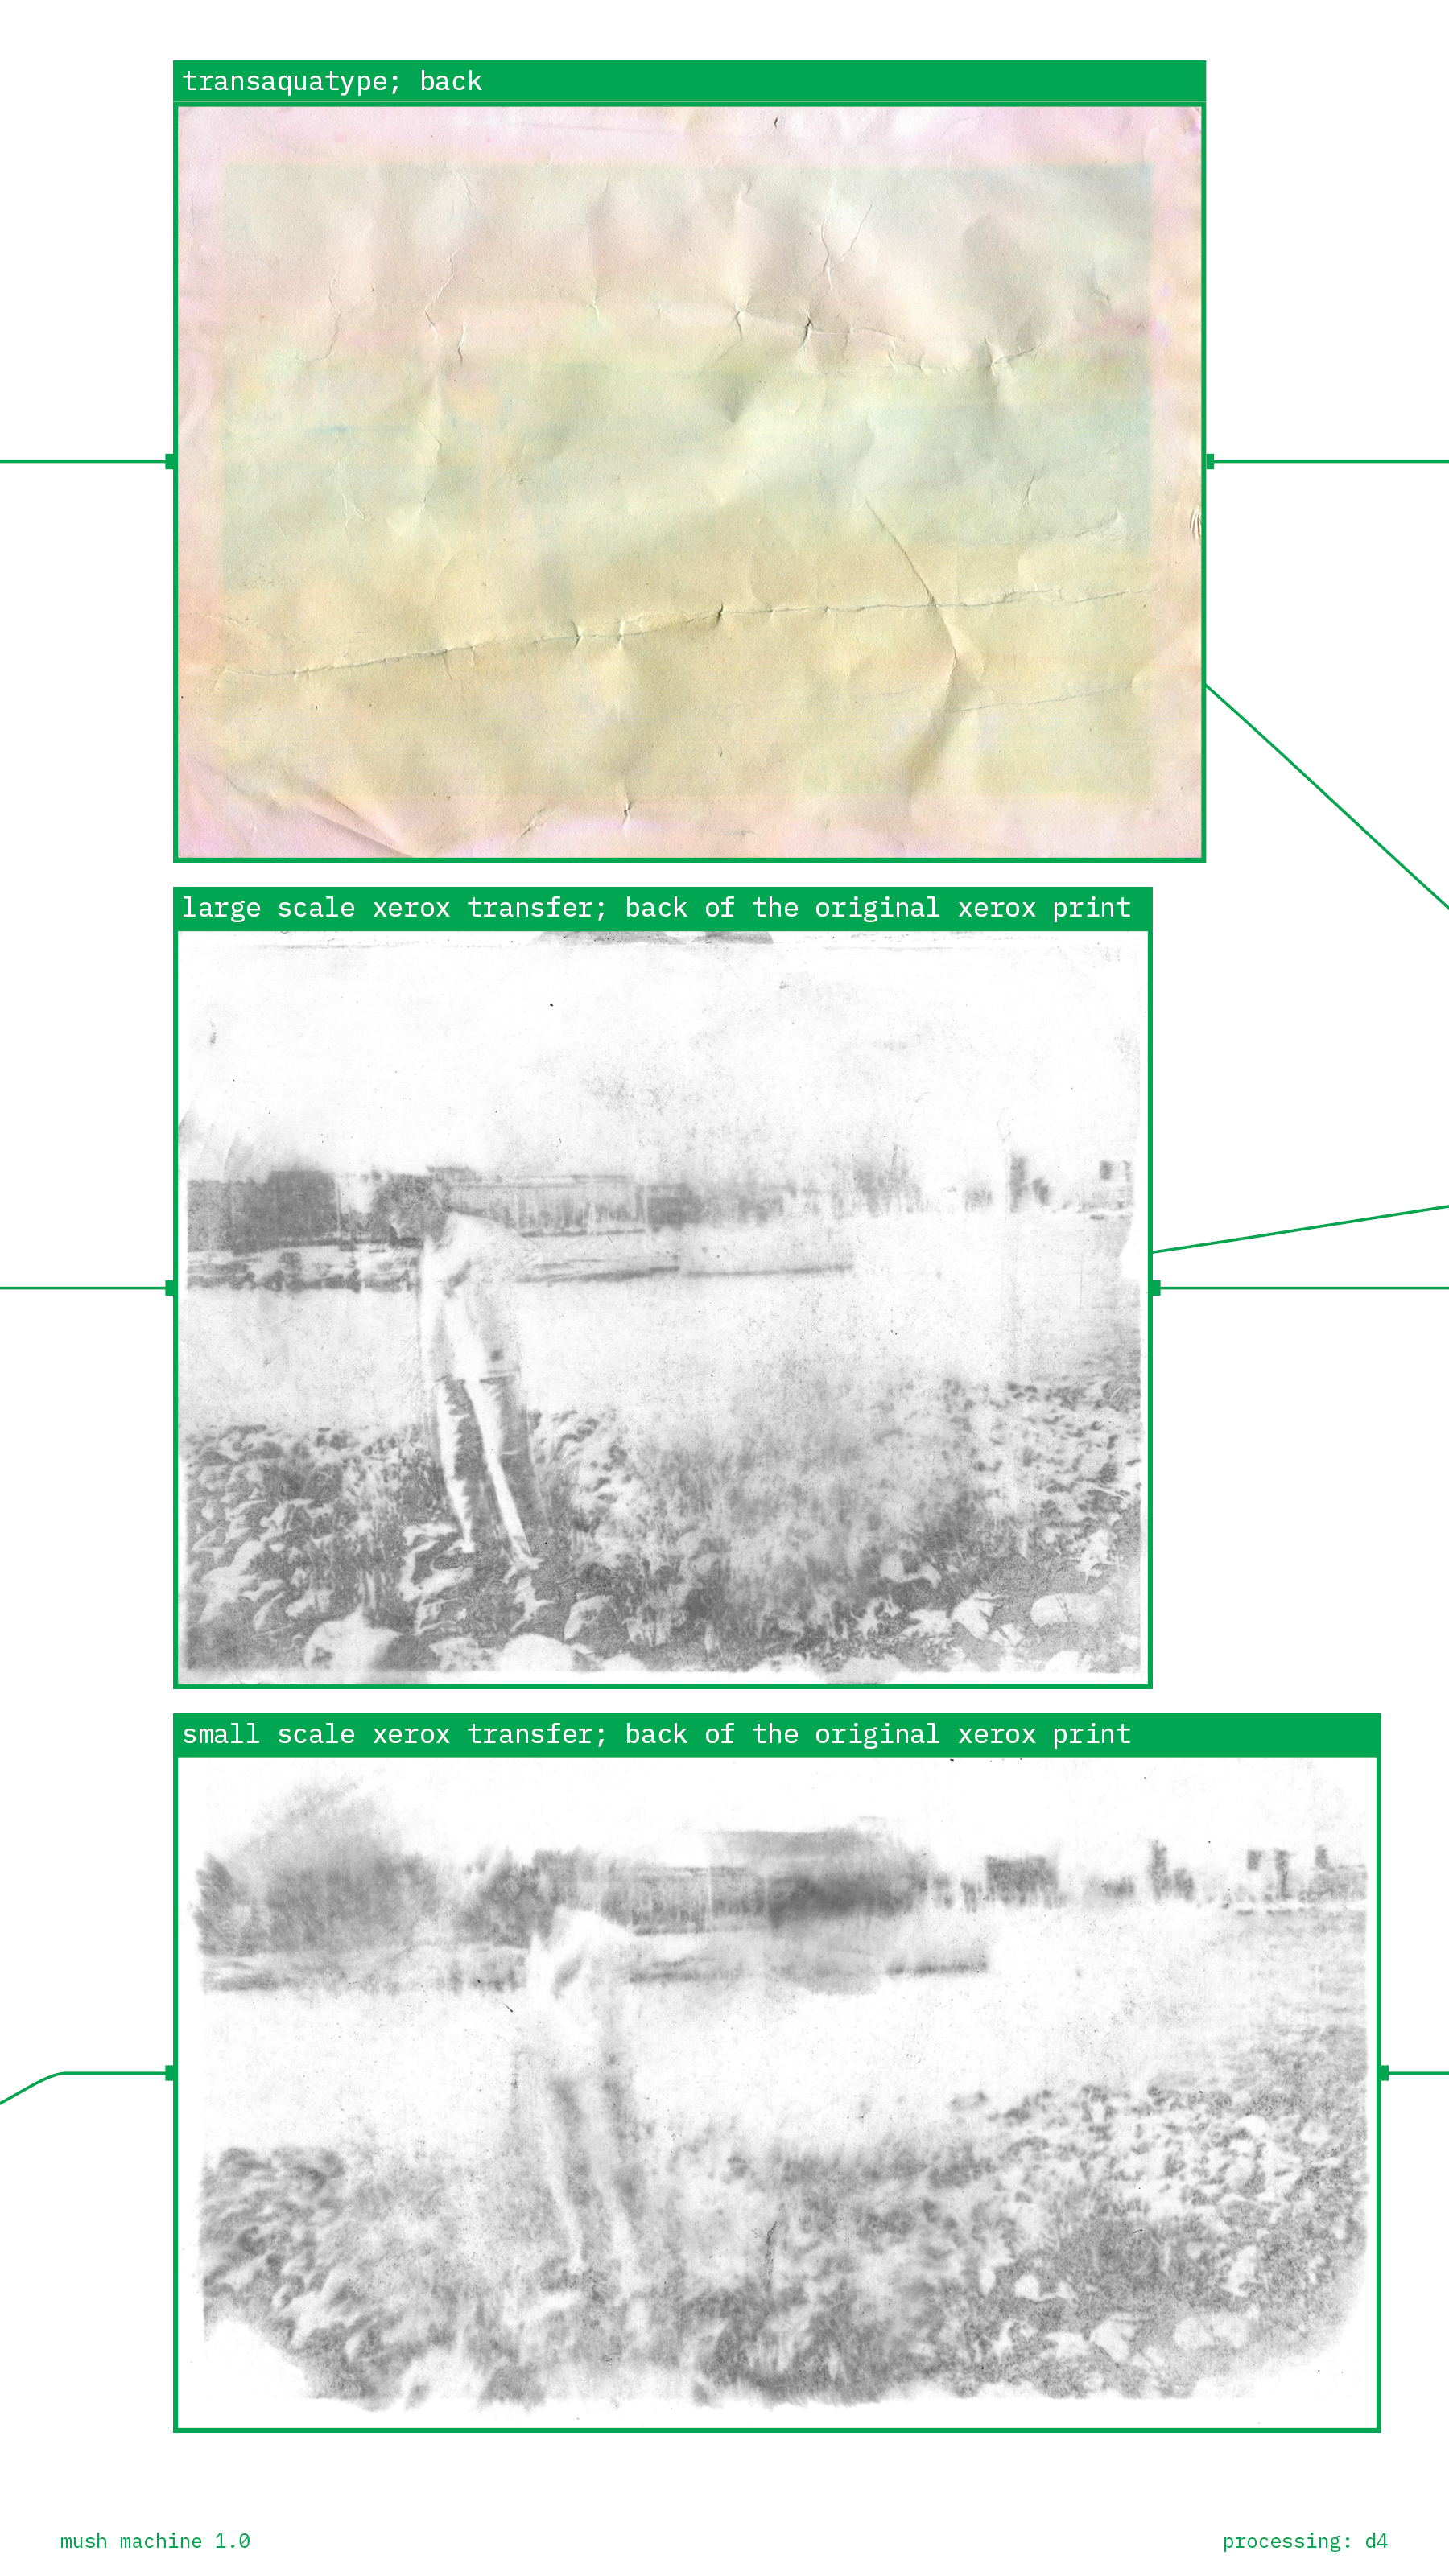 transaquatype; back
large scale xerox transfer; back of the original xerox print
small scale xerox transfer; back of the original xerox print
mush machine 1.0
processing: d4